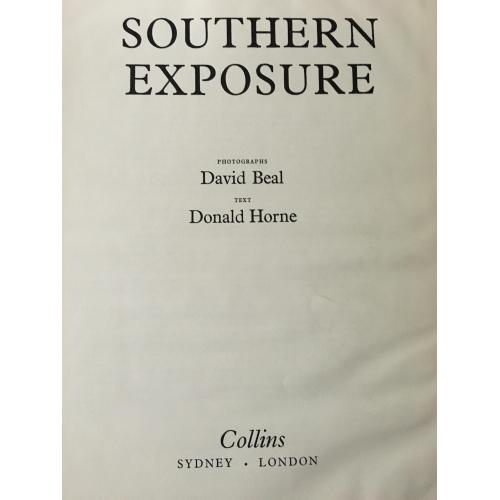 SOUTHERN
EXPOSURE
PHOTOGRAPHS
David Beal
TEXT
Donald Horne
Collins
SYDNEY • LONDON